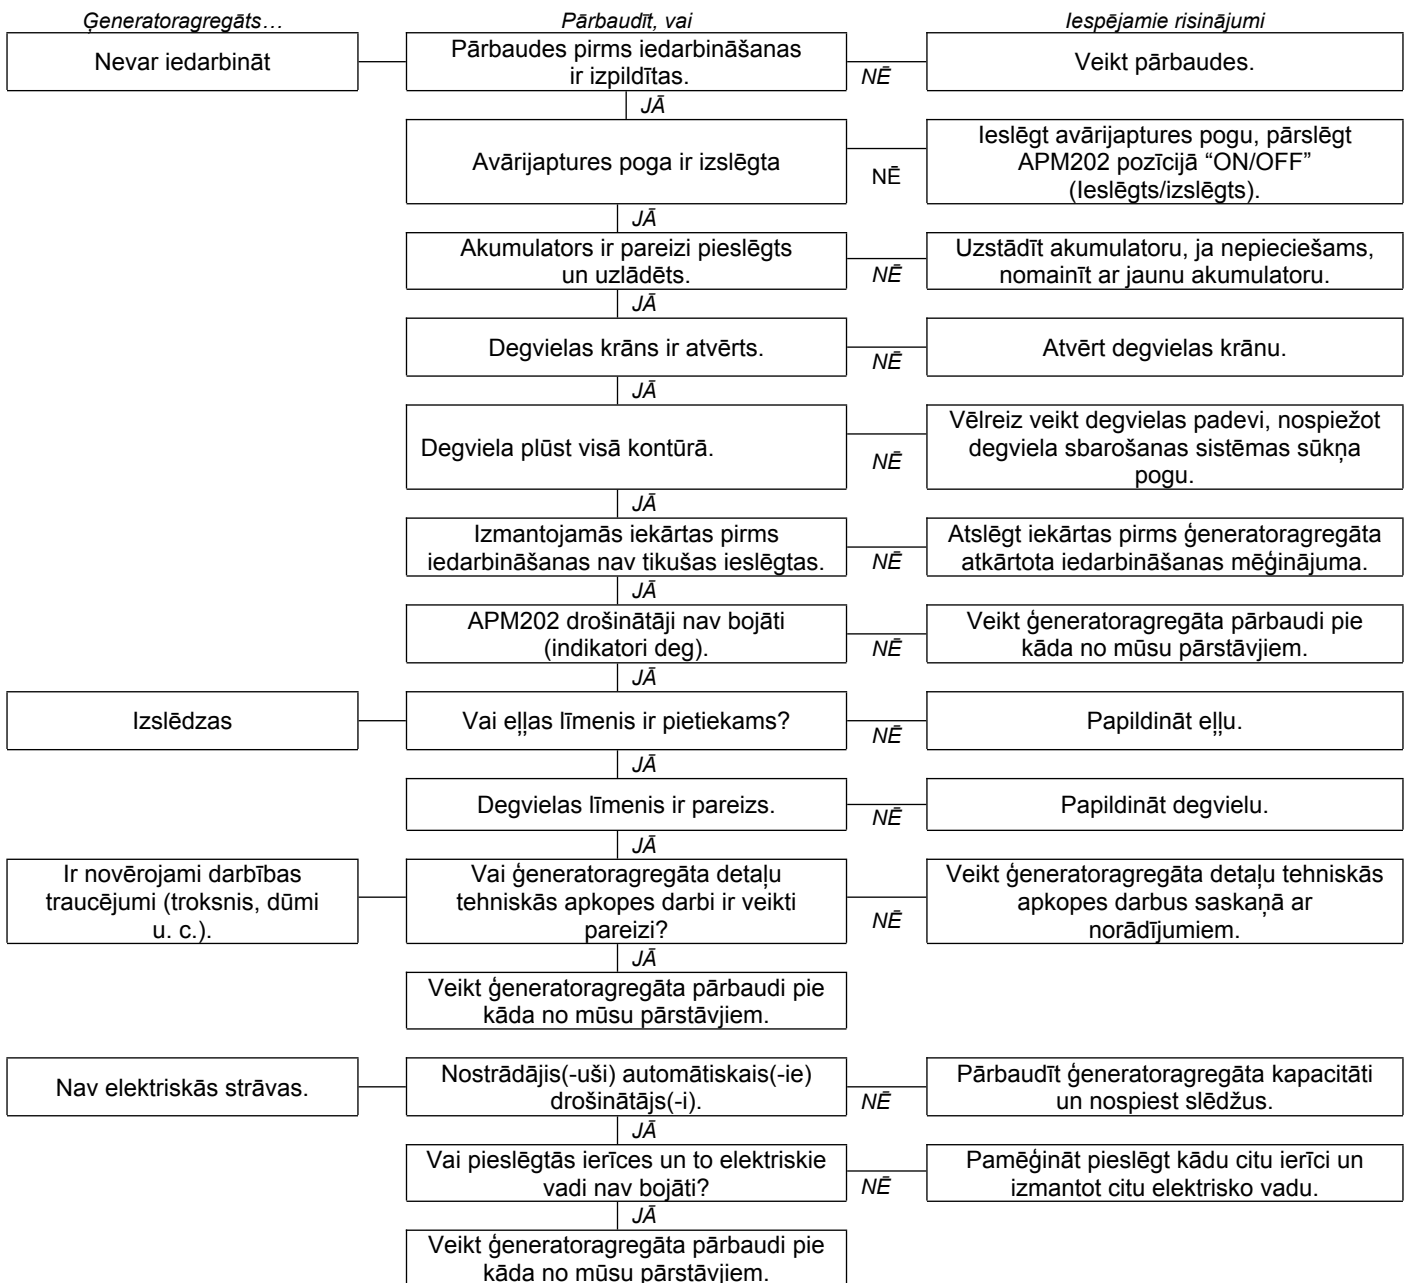 Ģeneratoragregāts…
Pārbaudīt, vai
Iespējamie risinājumi
Nevar iedarbināt
Pārbaudes pirms iedarbināšanas
ir izpildītas.
NĒ
Veikt pārbaudes.
JĀ
Avārijaptures poga ir izslēgta
NĒ
Ieslēgt avārijaptures pogu, pārslēgt
APM202 pozīcijā “ON/OFF”
(Ieslēgts/izslēgts).
JĀ
Akumulators ir pareizi pieslēgts
un uzlādēts.
NĒ
Uzstādīt akumulatoru, ja nepieciešams,
nomainīt ar jaunu akumulatoru.
JĀ
Degvielas krāns ir atvērts.
NĒ
Atvērt degvielas krānu.
JĀ
Degviela plūst visā kontūrā.
NĒ
Vēlreiz veikt degvielas padevi, nospiežot
degviela sbarošanas sistēmas sūkņa
pogu.
JĀ
Izmantojamās iekārtas pirms
iedarbināšanas nav tikušas ieslēgtas.
NĒ
Atslēgt iekārtas pirms ģeneratoragregāta
atkārtota iedarbināšanas mēģinājuma.
JĀ
APM202 drošinātāji nav bojāti
(indikatori deg).
NĒ
Veikt ģeneratoragregāta pārbaudi pie
kāda no mūsu pārstāvjiem.
JĀ
Izslēdzas
Vai eļļas līmenis ir pietiekams?
NĒ
Papildināt eļļu.
JĀ
Degvielas līmenis ir pareizs.
NĒ
Papildināt degvielu.
JĀ
Ir novērojami darbības
traucējumi (troksnis, dūmi
u. c.).
Vai ģeneratoragregāta detaļu
tehniskās apkopes darbi ir veikti
pareizi?
NĒ
Veikt ģeneratoragregāta detaļu tehniskās
apkopes darbus saskaņā ar
norādījumiem.
JĀ
Veikt ģeneratoragregāta pārbaudi pie
kāda no mūsu pārstāvjiem.
Nav elektriskās strāvas.
Nostrādājis(-uši) automātiskais(-ie)
drošinātājs(-i).
NĒ
Pārbaudīt ģeneratoragregāta kapacitāti
un nospiest slēdžus.
JĀ
Vai pieslēgtās ierīces un to elektriskie
vadi nav bojāti?
NĒ
Pamēģināt pieslēgt kādu citu ierīci un
izmantot citu elektrisko vadu.
JĀ
Veikt ģeneratoragregāta pārbaudi pie
kāda no mūsu pārstāvjiem.